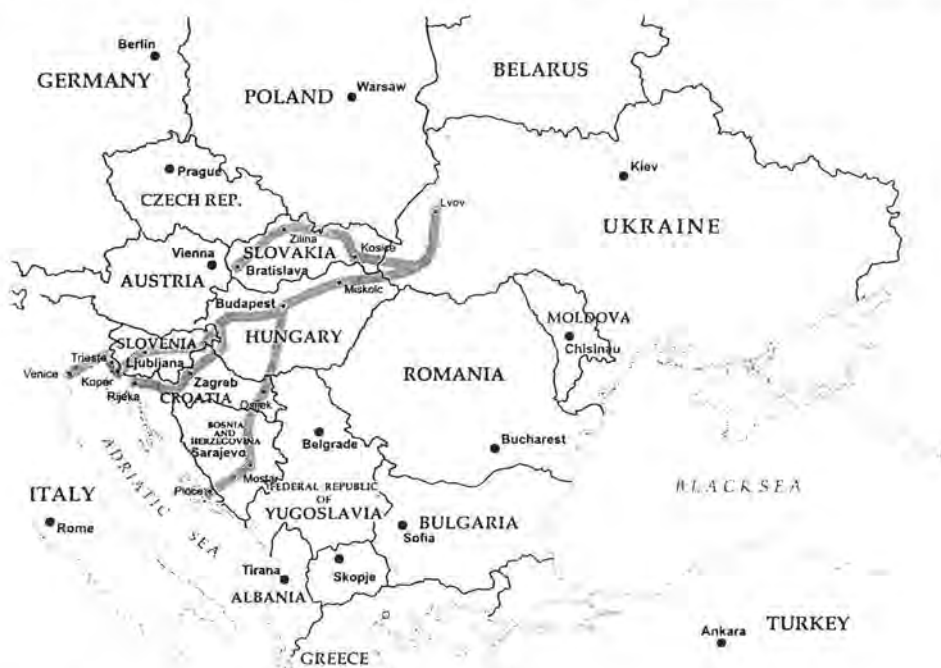 Berlin
GERMANY
POLAND
Warsaw
BELARUS
Prague
CZECH REP.
Kiev
Lvov
UKRAINE
Zilina
Kosice
SLOVAKIA
Vienna
Bratislava
AUSTRIA
Miskolc
Budapest
HUNGARY
MOLDOVA
Chisinau
SLOVENIA
Trieste
Ljubljana
Venice
Koper
Zagreb
Rijeka
CROATIA
Osijek
ROMANIA
BOSNIA
AND
HERZEGOVINA
Sarajevo
Belgrade
Bucharest
ADRIATIC SEA
Mostar
Ploce
FEDERAL REPUBLIC
OF
YUGOSLAVIA
BLACK SEA
ITALY
Rome
BULGARIA
Sofia
Tirana
ALBANIA
Skopje
GREECE
Ankara
TURKEY